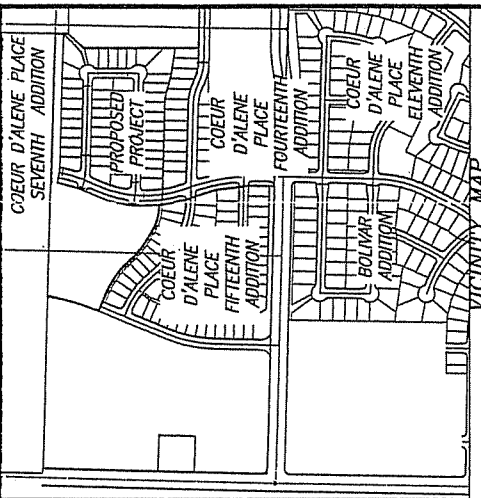 COEUR D'ALENE PLACE
SEVENTH ADDITION
PROPOSED
PROJECT
COEUR
D'ALENE
PLACE
FOURTEENTH
ADDITION
COEUR
D'ALENE
PLACE
ELEVENTH
ADDITION
COEUR
D'ALENE
PLACE
FIFTEENTH
ADDITION
BOLIVAR
ADDITION
VICINITY MAP